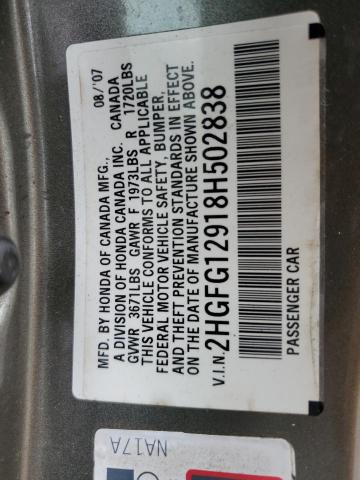 MFD. BY HONDA OF CANADA MFG., 08/'07
A DIVISION OF HONDA CANADA INC. CANADA
GVWR 3671LBS GAWR F 1973LBS R 1720LBS
THIS VEHICLE CONFORMS TO ALL APPLICABLE
FEDERAL MOTOR VEHICLE SAFETY, BUMPER,
AND THEFT PREVENTION STANDARDS IN EFFECT
ON THE DATE OF MANUFACTURE SHOWN ABOVE.
V.I.N. 2HGFG12918H502838
PASSENGER CAR
NA17A